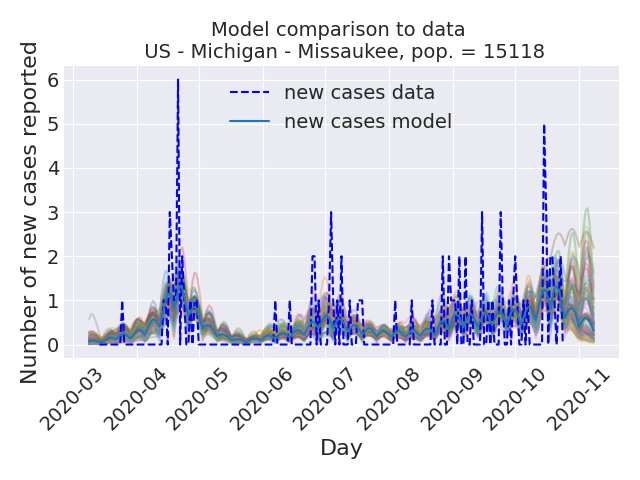 Model comparison to data
US - Michigan - Missaukee, pop. = 15118
new cases data
new cases model
Number of new cases reported
6
5
4
3
2
1
0
2020-03
2020-04
2020-05
2020-06
2020-07
2020-08
2020-09
2020-10
2020-11
Day